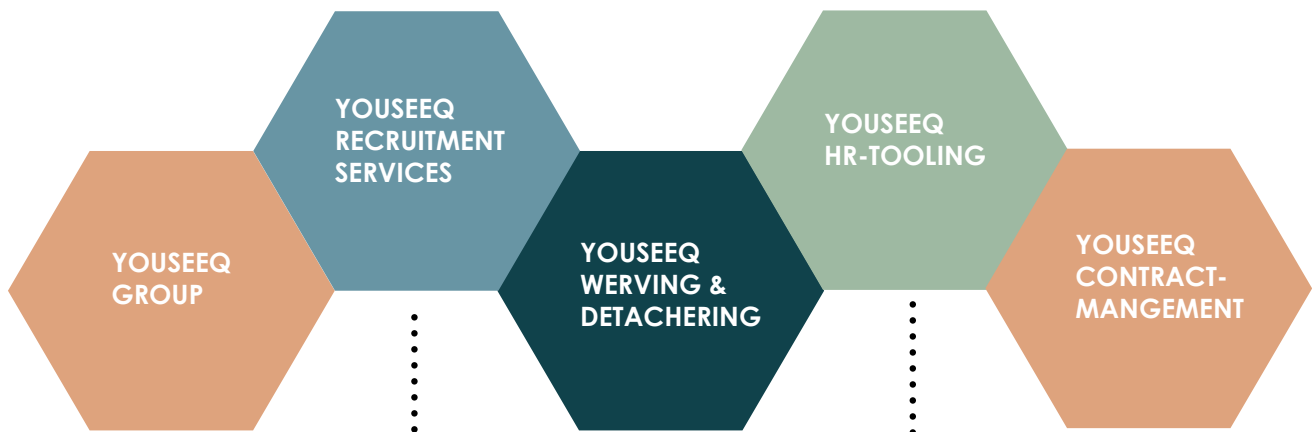 YOUSEEQ
GROUP
YOUSEEQ
RECRUITMENT
SERVICES
YOUSEEQ
WERVING &
DETACHERING
YOUSEEQ
HR-TOOLING
YOUSEEQ
CONTRACT-
MANGEMENT